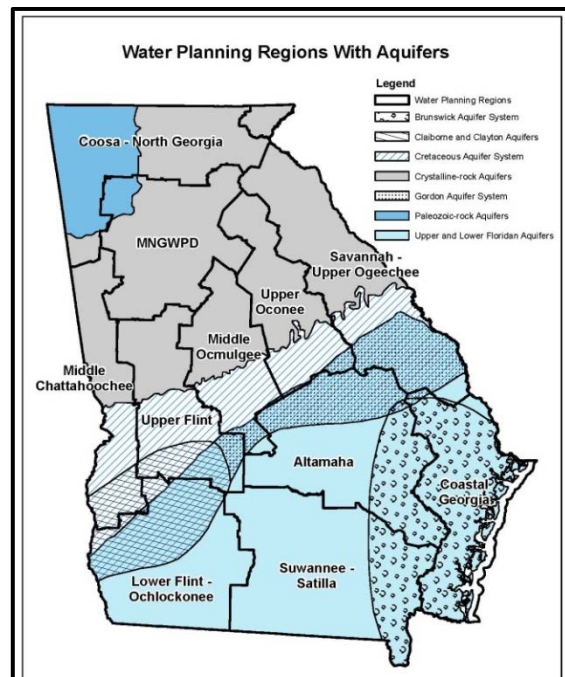 Water Planning Regions With Aquifers
Legend
Water Planning Regions
Brunswick Aquifer System
Claiborne and Clayton Aquifers
Cretaceous Aquifer System
Crystalline-rock Aquifers
Gordon Aquifer System
Paleozoic-rock Aquifers
Upper and Lower Floridan Aquifers
Coosa - North Georgia
MNGWPD
Savannah -
Upper Ogeechee
Upper
Oconee
Middle
Ocmulgee
Middle
Chattahoochee
Upper Flint
Altamaha
Coastal
Georgia
Lower Flint -
Ochlockonee
Suwannee -
Satilla